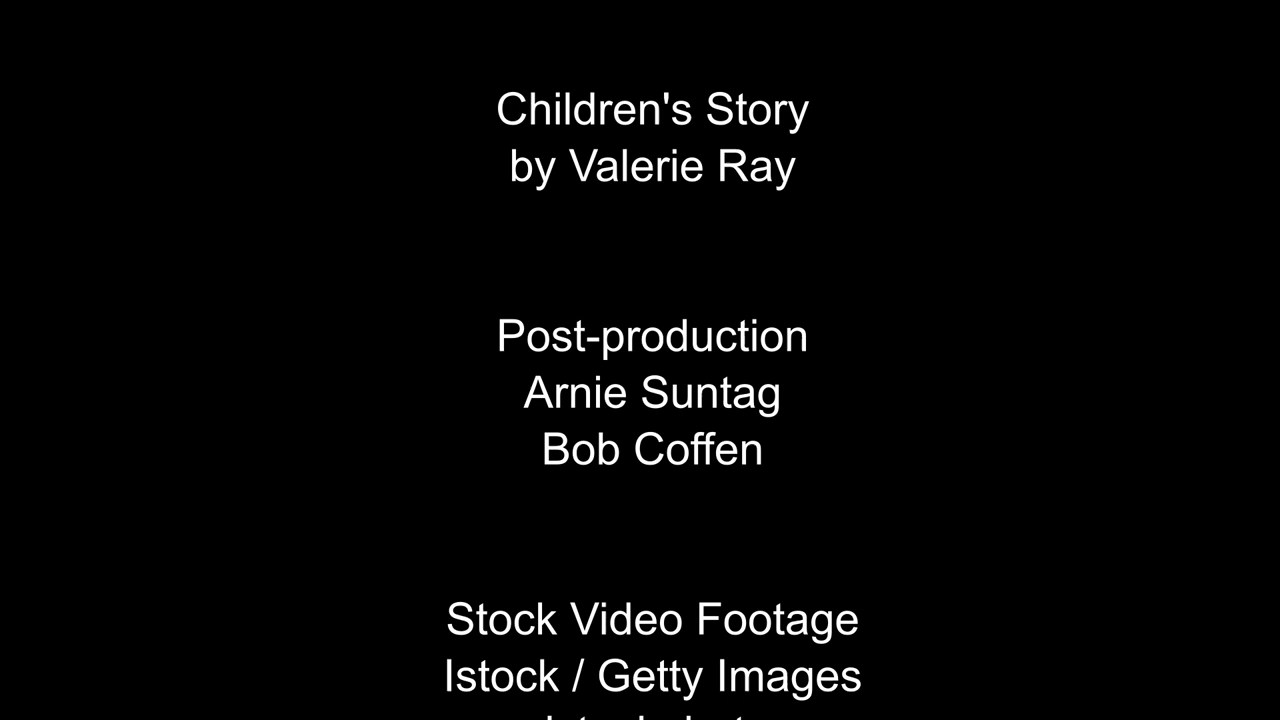 Children's Story
by Valerie Ray
Post-production
Arnie Suntag
Bob Coffen
Stock Video Footage
Istock / Getty Images